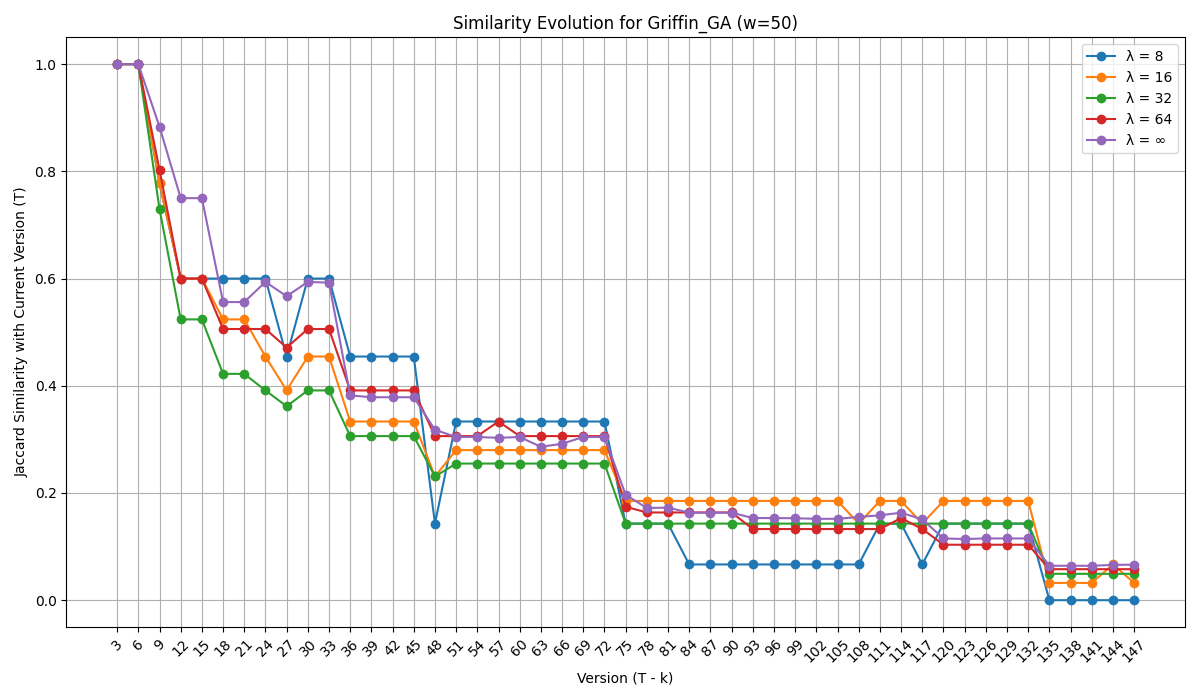 Similarity Evolution for Griffin_GA (w=50)
λ = 8
λ = 16
λ = 32
λ = 64
λ = ∞
Jaccard Similarity with Current Version (T)
1.0
0.8
0.6
0.4
0.2
0.0
3 6 9 12 15 18 21 24 27 30 33 36 39 42 45 48 51 54 57 60 63 66 69 72 75 78 81 84 87 90 93 96 99 102 105 108 111 114 117 120 123 126 129 132 135 138 141 144 147
Version (T - k)